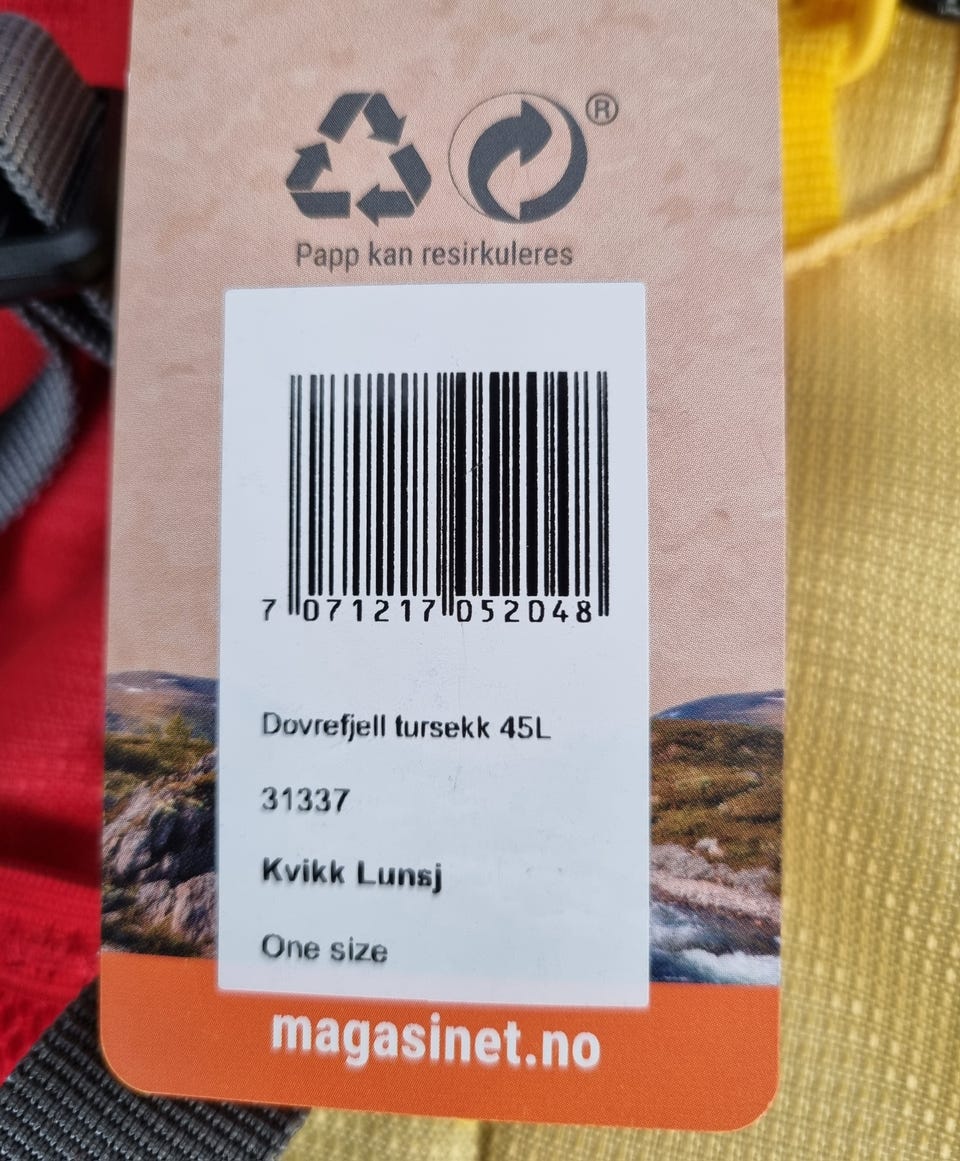 ®
Papp kan resirkuleres
7 071217 052048
Dovrefjell tursekk 45L
31337
Kvikk Lunsj
One size
magasinet.no